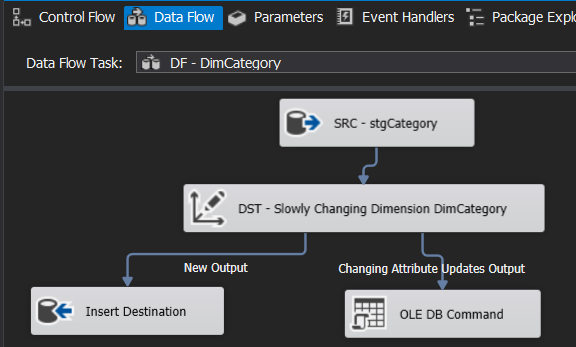 Control Flow Data Flow Parameters Event Handlers Package Explo
Data Flow Task: DF - DimCategory
SRC - stgCategory
DST - Slowly Changing Dimension DimCategory
New Output Changing Attribute Updates Output
Insert Destination OLE DB Command